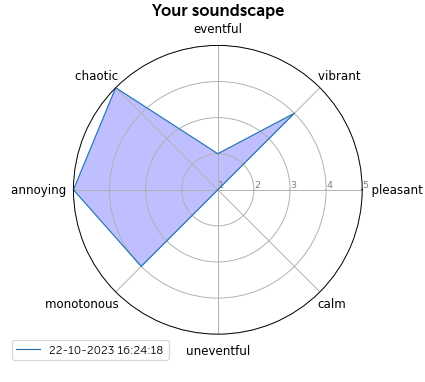 Your soundscape
eventful
chaotic
vibrant
annoying
1 2 3 4 5
pleasant
monotonous
calm
22-10-2023 16:24:18
uneventful